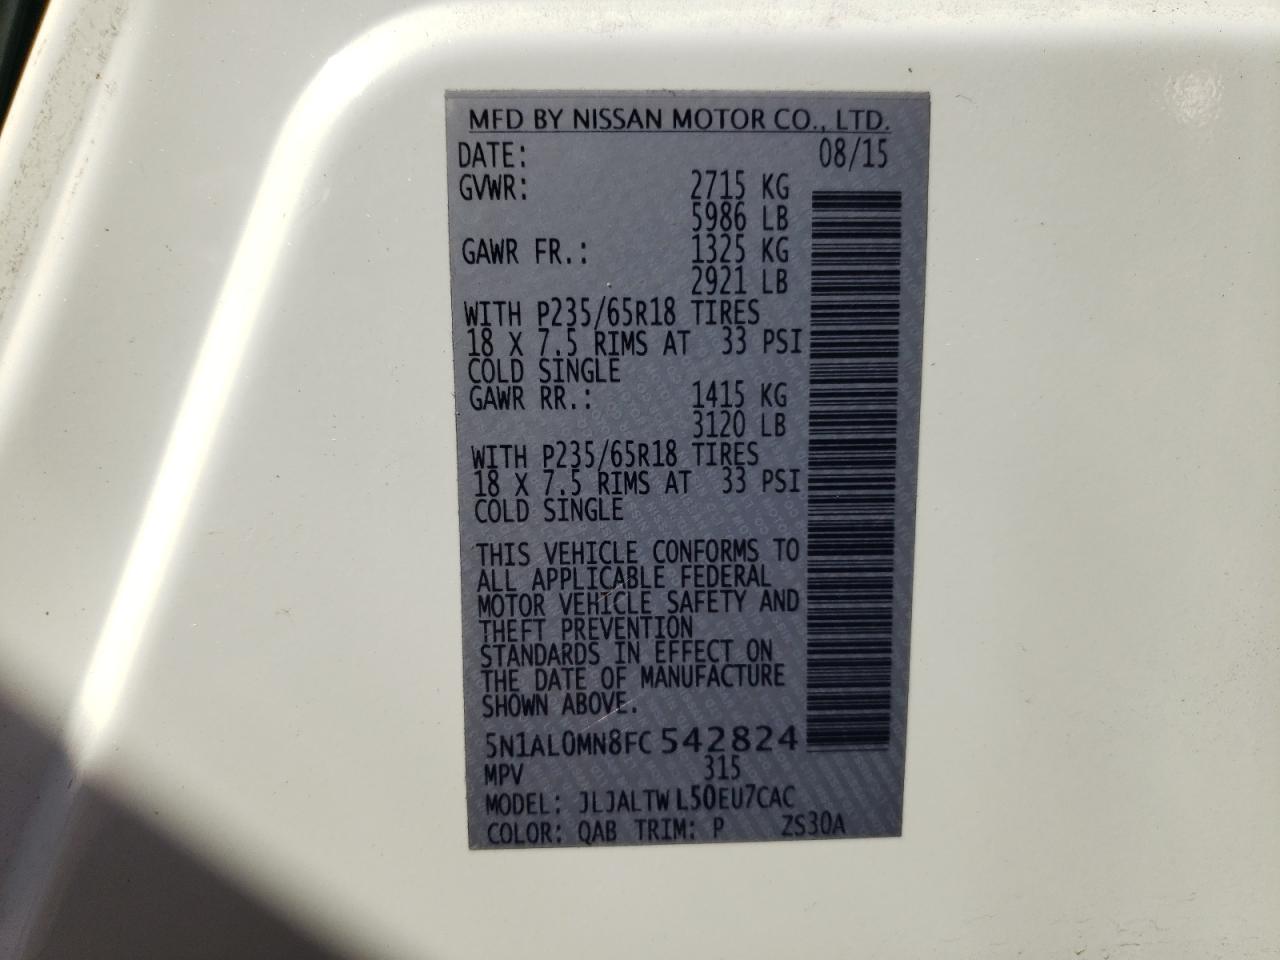 MFD BY NISSAN MOTOR CO., LTD.
DATE: 08/15
GVWR: 2715 KG
5986 LB
GAWR FR.: 1325 KG
2921 LB
WITH P235/65R18 TIRES
18 X 7.5 RIMS AT 33 PSI
COLD SINGLE
GAWR RR.: 1415 KG
3120 LB
WITH P235/65R18 TIRES
18 X 7.5 RIMS AT 33 PSI
COLD SINGLE
THIS VEHICLE CONFORMS TO
ALL APPLICABLE FEDERAL
MOTOR VEHICLE SAFETY AND
THEFT PREVENTION
STANDARDS IN EFFECT ON
THE DATE OF MANUFACTURE
SHOWN ABOVE.
5N1AL0MN8FC542824
MPV 315
MODEL: JLJALTWL50EU7CAC
COLOR: QAB TRIM: P ZS30A